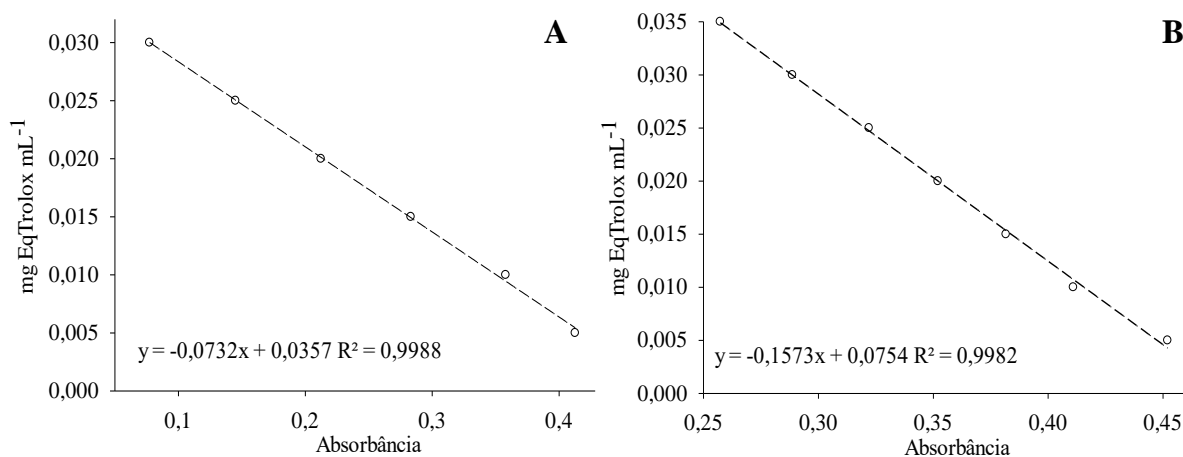 A
mg EqTrolox mL⁻¹
0,030
0,025
0,020
0,015
0,010
0,005
0,000
y = -0,0732x + 0,0357 R² = 0,9988
0,1 0,2 0,3 0,4
Absorbância
B
mg EqTrolox mL⁻¹
0,035
0,030
0,025
0,020
0,015
0,010
0,005
0,000
y = -0,1573x + 0,0754 R² = 0,9982
0,25 0,30 0,35 0,40 0,45
Absorbância